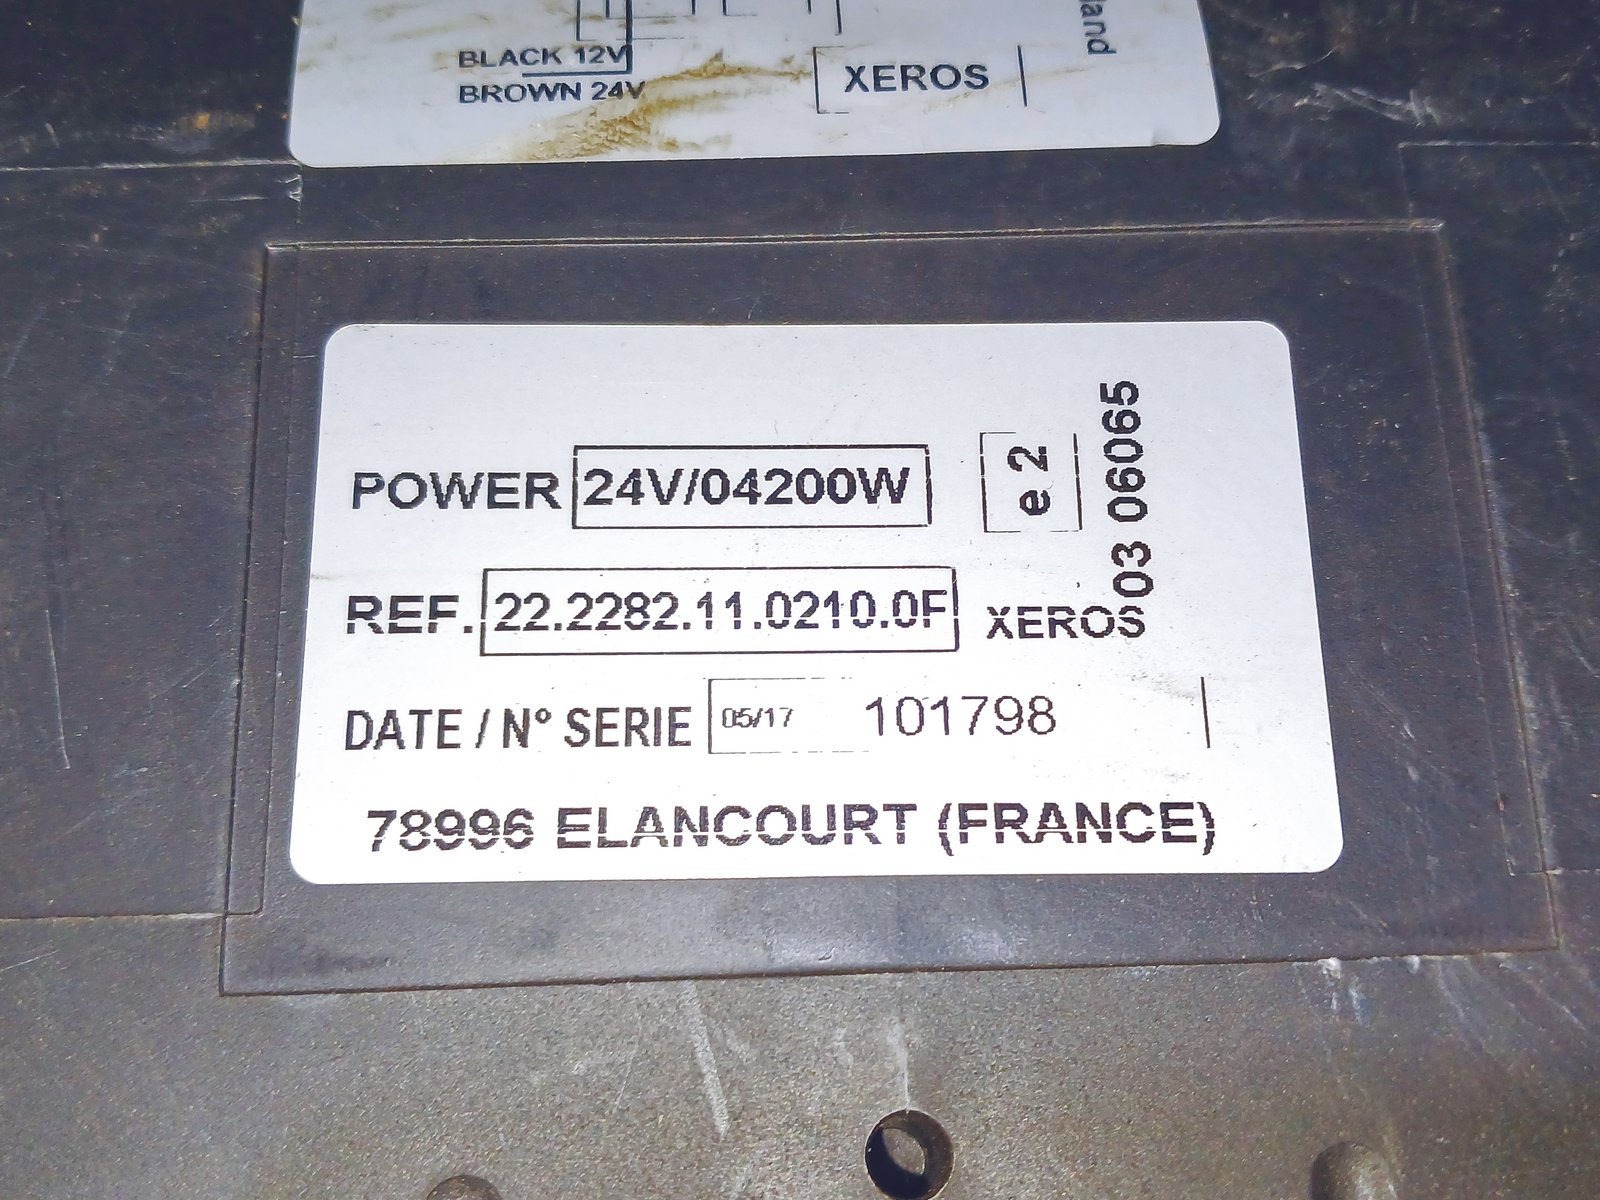 BLACK 12V
BROWN 24V
XEROS
POWER 24V/04200W
e 2
03 06065
REF. 22.2282.11.0210.0F XEROS
DATE / N° SERIE 05/17 101798
78996 ELANCOURT (FRANCE)